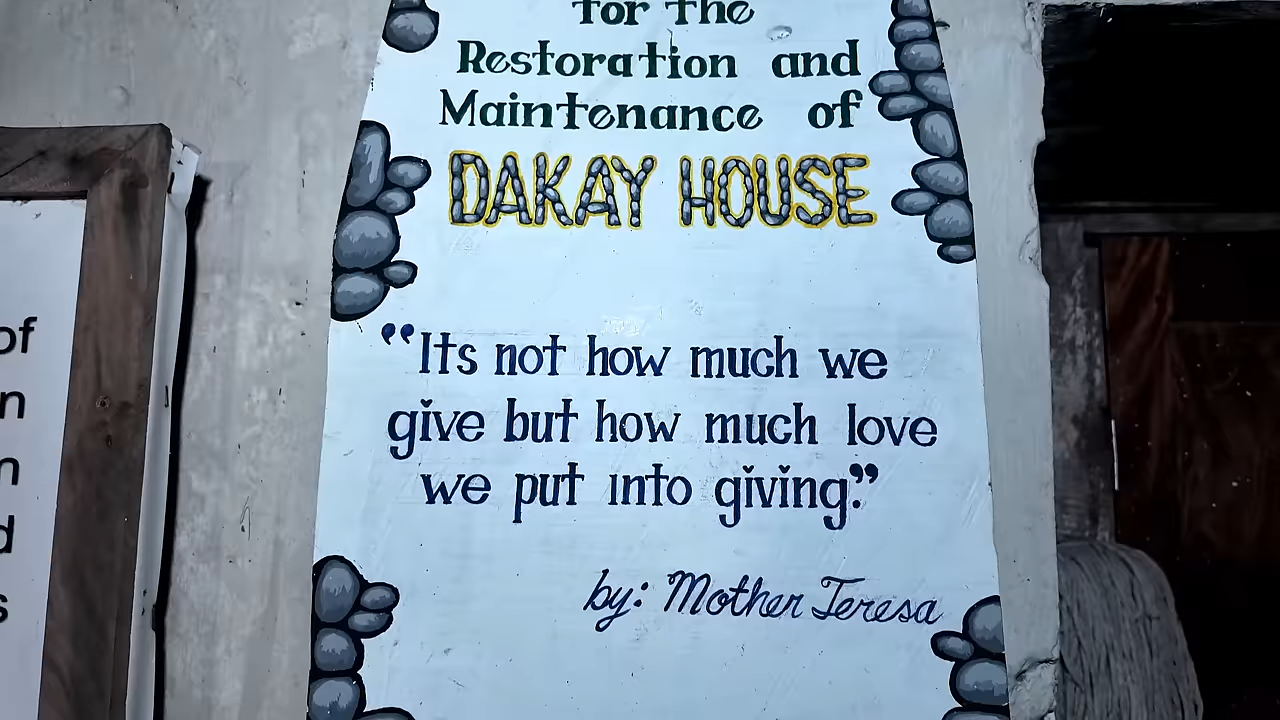 for the
Restoration and
Maintenance of
DAKAY HOUSE
"Its not how much we
give but how much love
we put into giving."
by: Mother Teresa
of
n
n
d
s